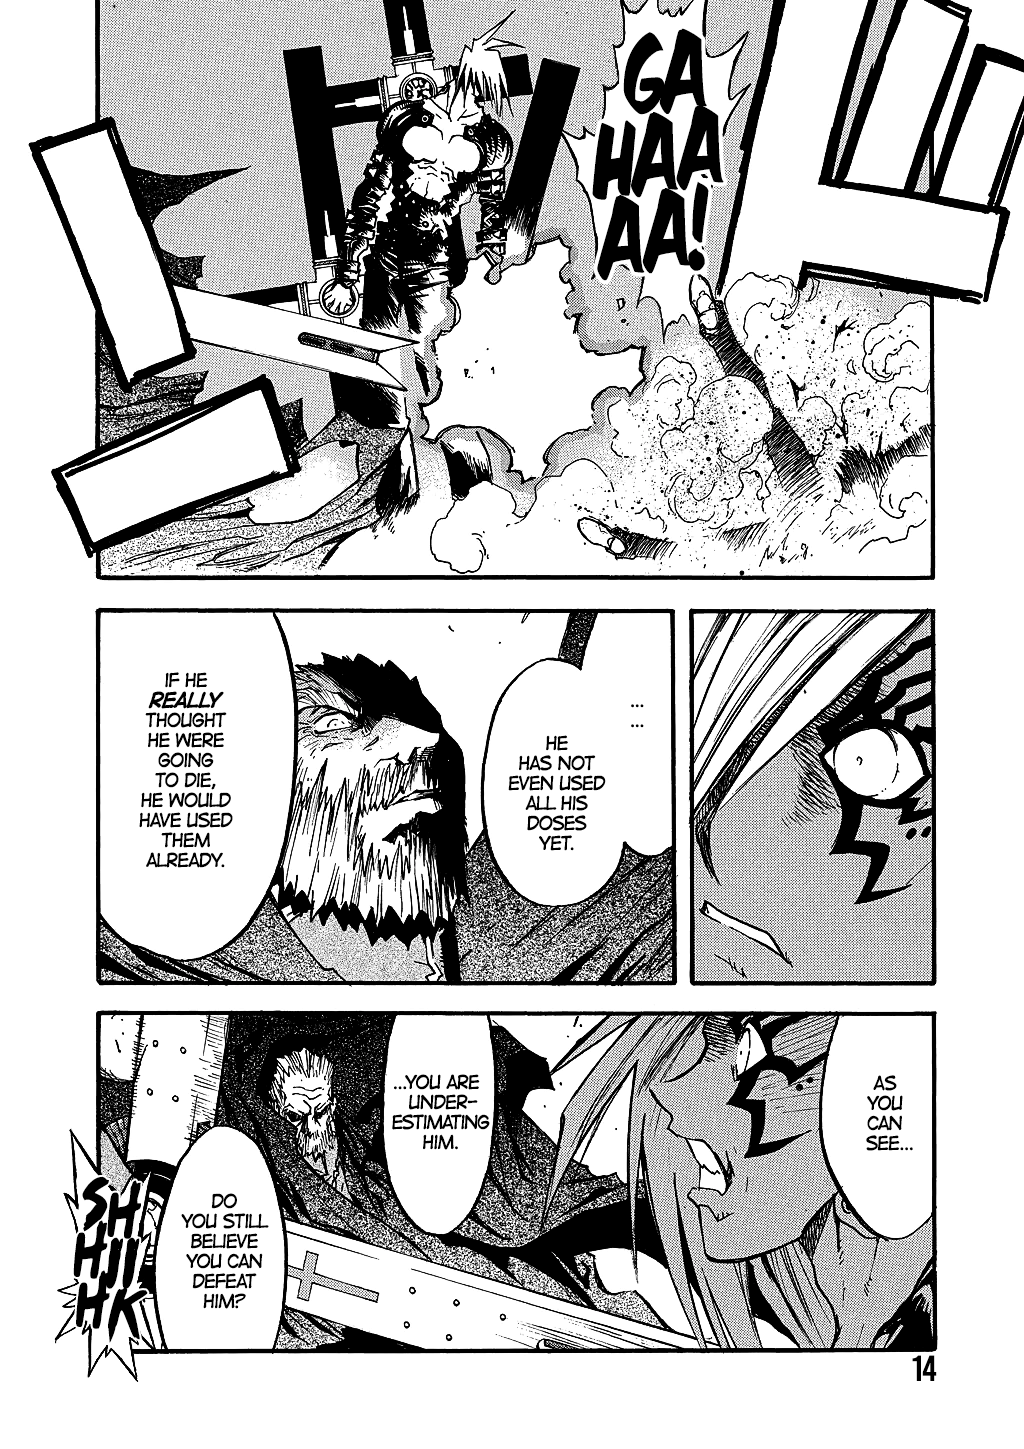 GA
HAA
AA!
...
...
HE
HAS NOT
EVEN USED
ALL HIS
DOSES
YET.
IF HE
REALLY
THOUGHT
HE WERE
GOING
TO DIE,
HE WOULD
HAVE USED
THEM
ALREADY.
AS
YOU
CAN
SEE...
...YOU ARE
UNDER-
ESTIMATING
HIM.
DO
YOU STILL
BELIEVE
YOU CAN
DEFEAT
HIM?
SHI
HJI
HK
14